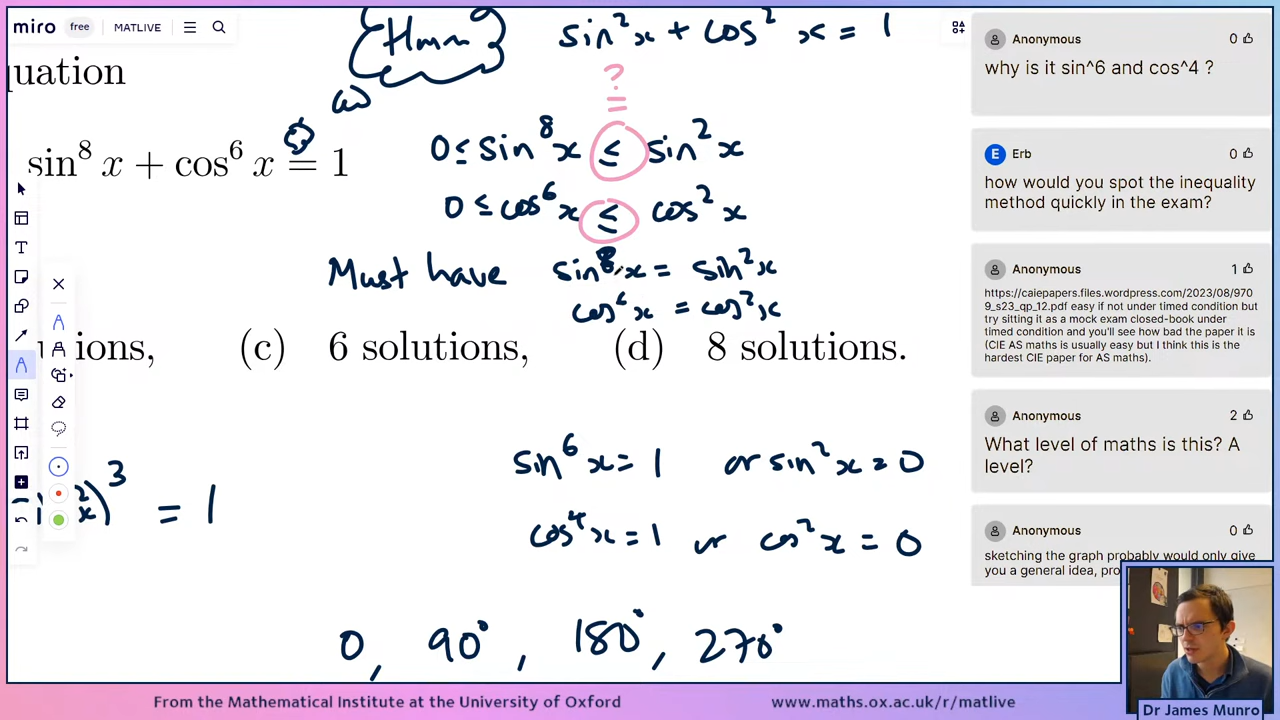 miro free MATLIVE
Hmm sin²x + cos²x = 1
quation
(a)
?
=
sin⁸ x + cos⁶ x = 1
0 ≤ sin⁸x ≤ sin²x
0 ≤ cos⁶x ≤ cos²x
Must have sin⁸x = sin²x
cos⁶x = cos²x
ions, (c) 6 solutions, (d) 8 solutions.
sin⁶x = 1 or sin²x = 0
x)³ = 1
cos⁴x = 1 or cos²x = 0
0, 90°, 180°, 270°
Anonymous 0
why is it sin^6 and cos^4 ?
E Erb 0
how would you spot the inequality
method quickly in the exam?
Anonymous 1
https://caiepapers.files.wordpress.com/2023/08/970
9_s23_qp_12.pdf easy if not under timed condition but
try sitting it as a mock exam closed-book under
timed condition and you'll see how bad the paper it is
(CIE AS maths is usually easy but I think this is the
hardest CIE paper for AS maths).
Anonymous 2
What level of maths is this? A
level?
Anonymous 0
sketching the graph probably would only give
you a general idea,
From the Mathematical Institute at the University of Oxford
www.maths.ox.ac.uk/r/matlive
Dr James Munro